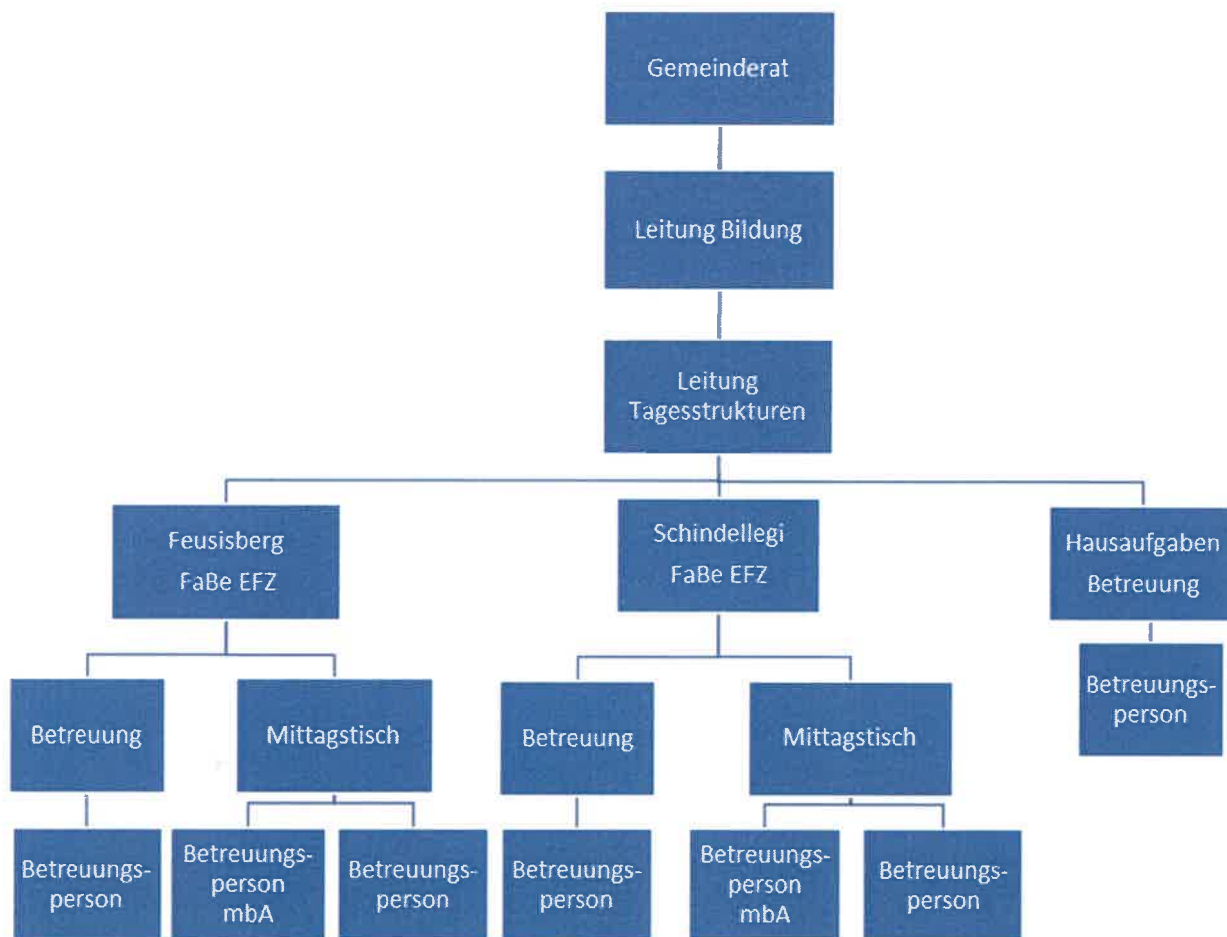 Gemeinderat
Leitung Bildung
Leitung
Tagesstrukturen
Feusisberg
FaBe EFZ
Schindellegi
FaBe EFZ
Hausaufgaben
Betreuung
Betreuung
Mittagstisch
Betreuung
Mittagstisch
Betreuungs-
person
Betreuungs-
person
Betreuungs-
person
mbA
Betreuungs-
person
Betreuungs-
person
Betreuungs-
person
mbA
Betreuungs-
person